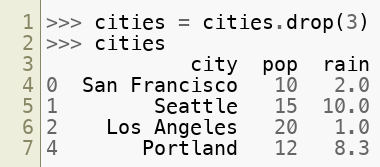 1 >>> cities = cities.drop(3)
2 >>> cities
3             city  pop  rain
4 0  San Francisco   10   2.0
5 1        Seattle   15  10.0
6 2    Los Angeles   20   1.0
7 4       Portland   12   8.3